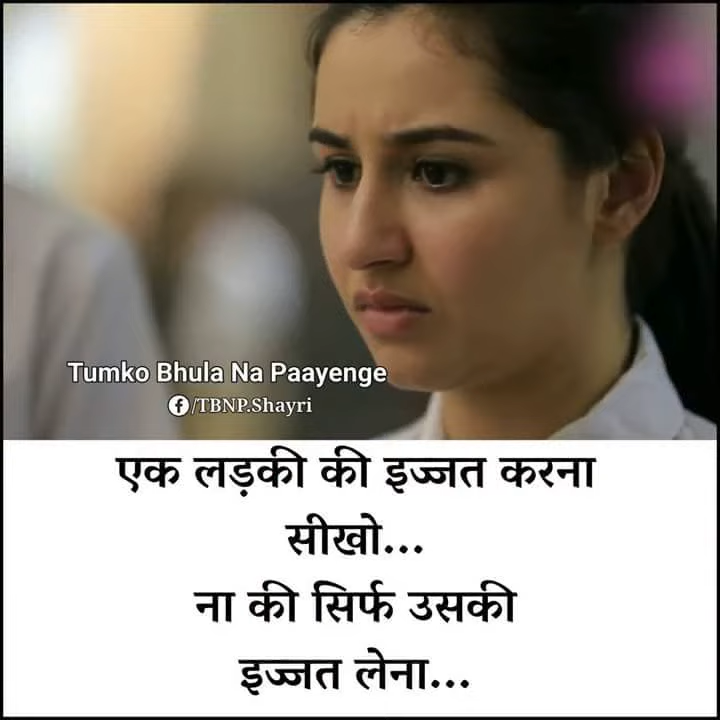 Tumko Bhula Na Paayenge
f/TBNP.Shayri
एक लड़की की इज्जत करना
सीखो...
ना की सिर्फ उसकी
इज्जत लेना...